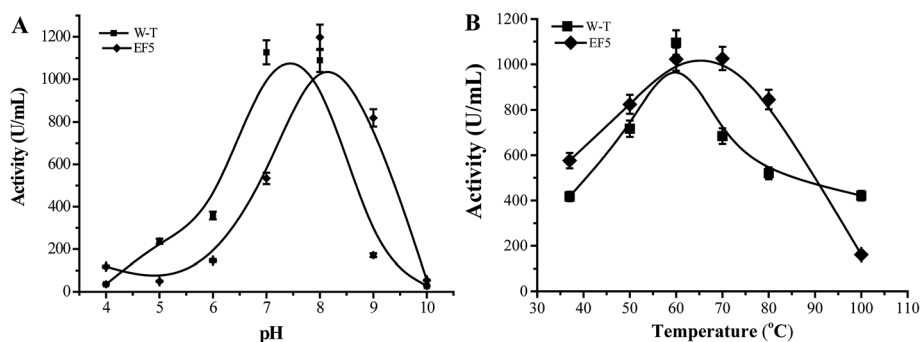 A
W-T
EF5
1200
1000
800
600
400
200
0
Activity (U/mL)
4 5 6 7 8 9 10
pH
B
W-T
EF5
1200
1000
800
600
400
200
0
Activity (U/mL)
30 40 50 60 70 80 90 100 110
Temperature (°C)